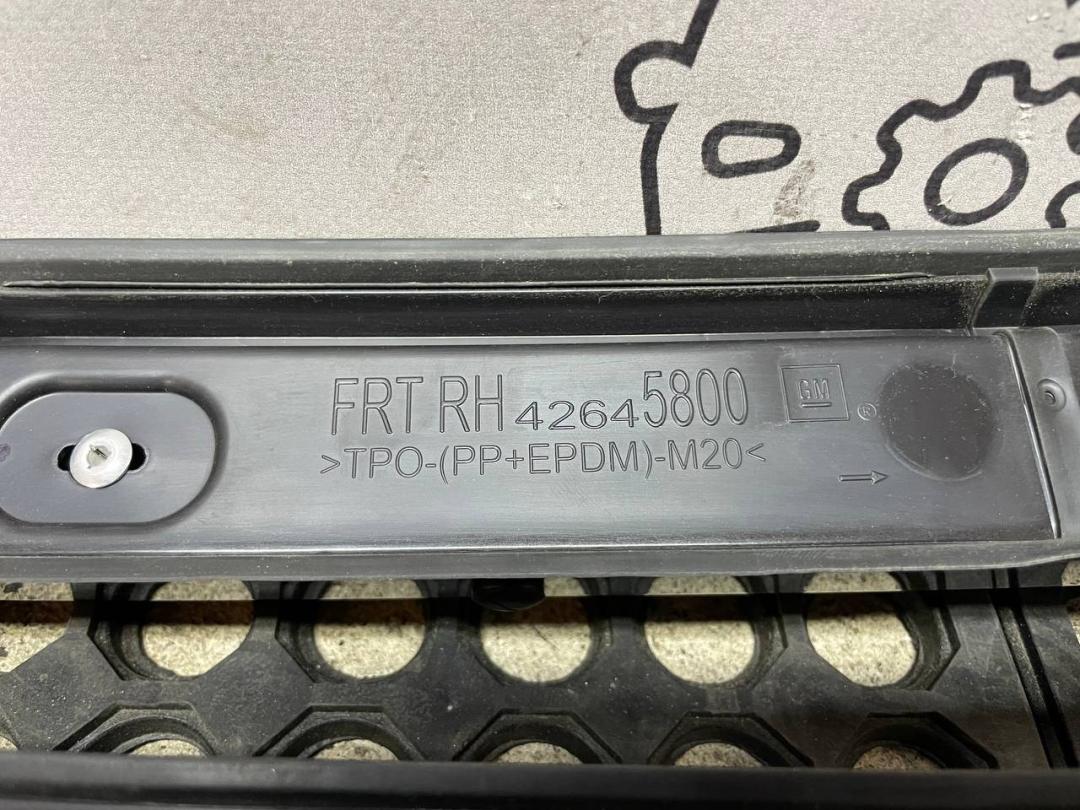 FRT RH 42645800 GM ®
>TPO-(PP+EPDM)-M20<